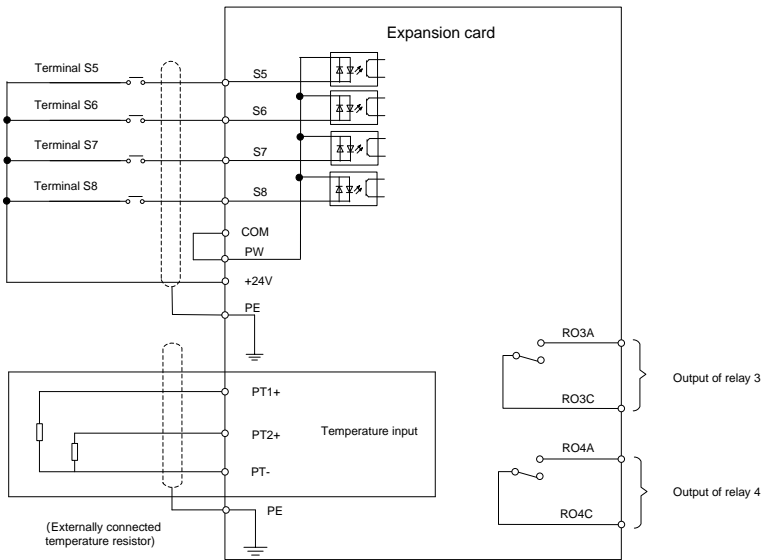 Expansion card
Terminal S5
S5
Terminal S6
S6
Terminal S7
S7
Terminal S8
S8
COM
PW
+24V
PE
PT1+
PT2+
Temperature input
PT-
PE
(Externally connected
temperature resistor)
RO3A
RO3C
Output of relay 3
RO4A
RO4C
Output of relay 4